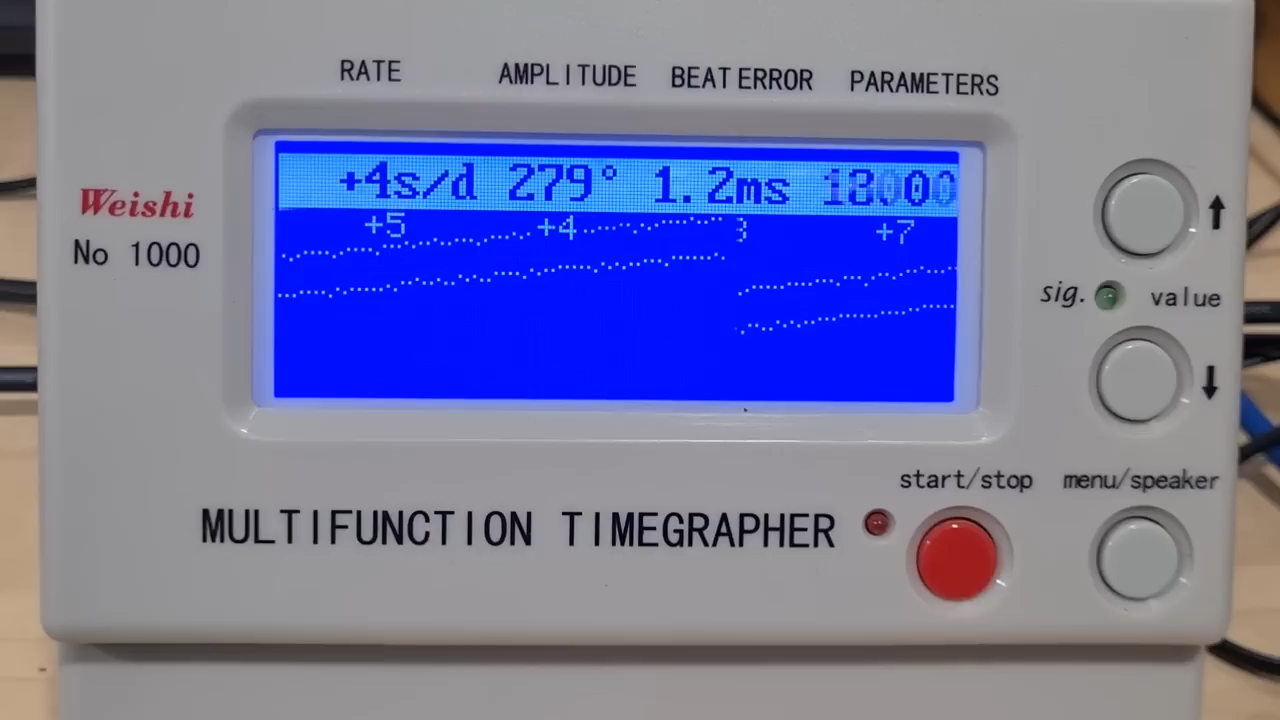 RATE AMPLITUDE BEAT ERROR PARAMETERS
+4s/d 279° 1.2ms 18000
+5 +4 3 +7
Weishi
No 1000
sig. value
start/stop menu/speaker
MULTIFUNCTION TIMEGRAPHER